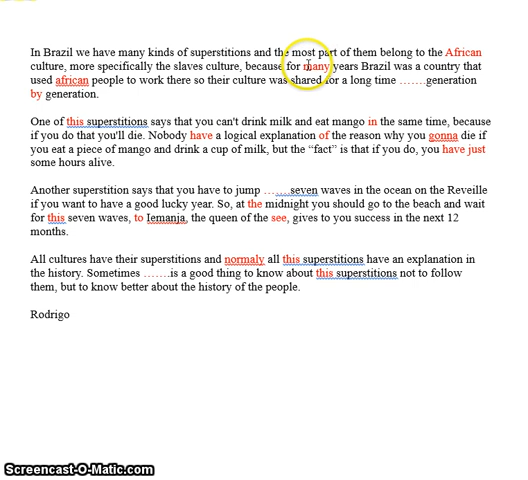 In Brazil we have many kinds of superstitions and the most part of them belong to the African
culture, more specifically the slaves culture, because for many years Brazil was a country that
used african people to work there so their culture was shared for a long time …….generation
by generation.
One of this superstitions says that you can't drink milk and eat mango in the same time, because
if you do that you'll die. Nobody have a logical explanation of the reason why you gonna die if
you eat a piece of mango and drink a cup of milk, but the “fact” is that if you do, you have just
some hours alive.
Another superstition says that you have to jump …….seven waves in the ocean on the Reveille
if you want to have a good lucky year. So, at the midnight you should go to the beach and wait
for this seven waves, to Iemanja, the queen of the see, gives to you success in the next 12
months.
All cultures have their superstitions and normaly all this superstitions have an explanation in
the history. Sometimes …….is a good thing to know about this superstitions not to follow
them, but to know better about the history of the people.
Rodrigo
Screencast-O-Matic.com